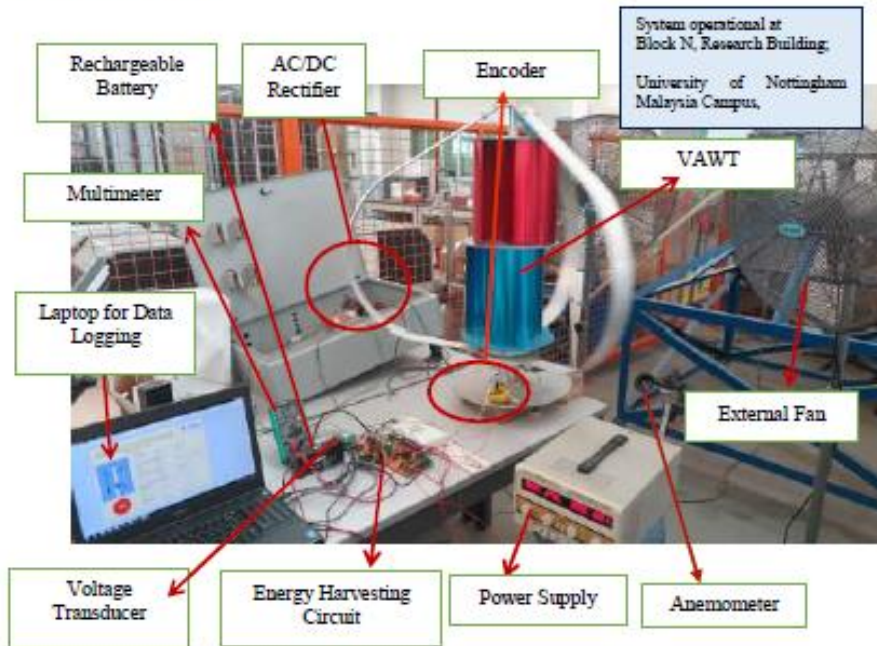 System operational at
Block N, Research Building;
University of Nottingham
Malaysia Campus,
Rechargeable
Battery
AC/DC
Rectifier
Encoder
VAWT
Multimeter
Laptop for Data
Logging
External Fan
Voltage
Transducer
Energy Harvesting
Circuit
Power Supply
Anemometer